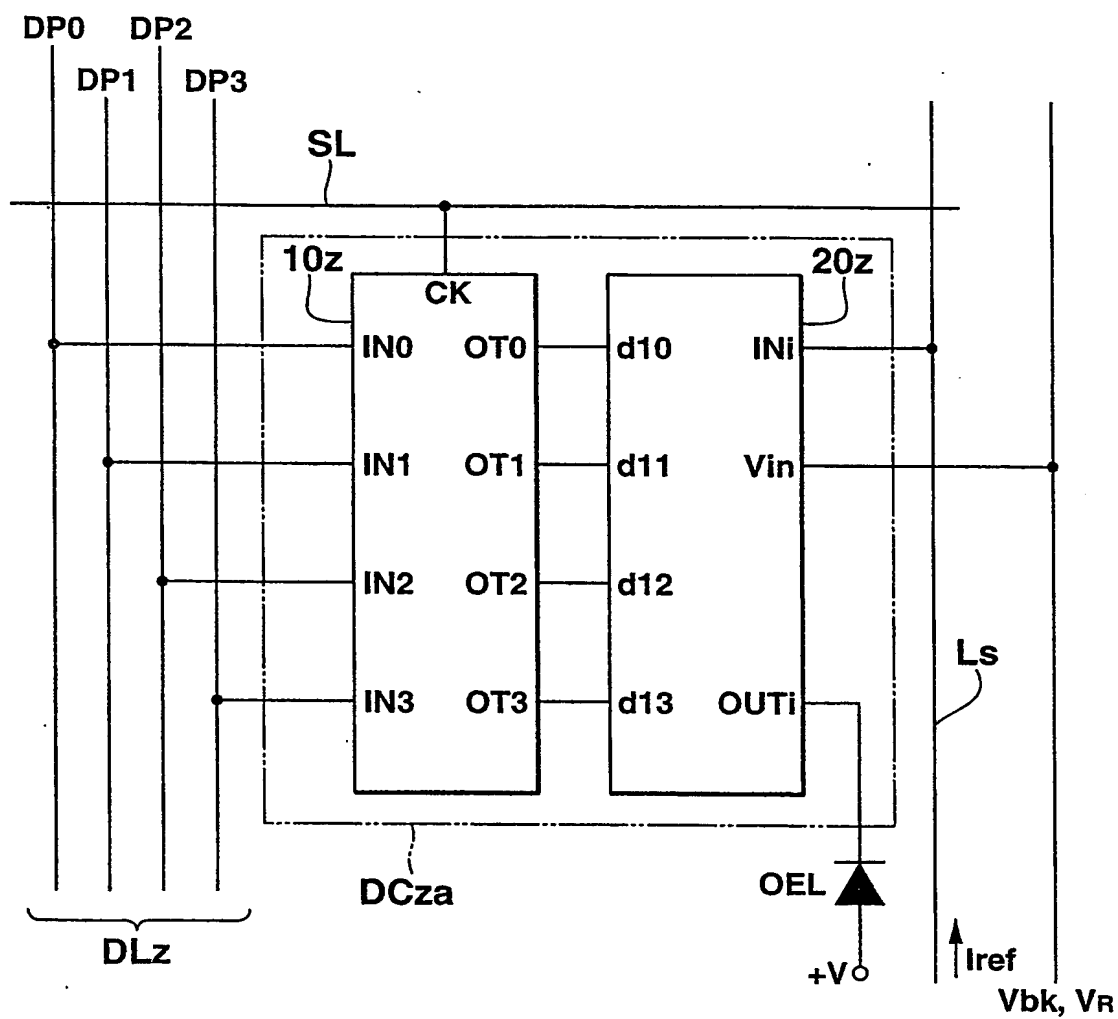 DP0 DP2
DP1 DP3
SL
10z 20z
CK
IN0 OT0 d10 INi
IN1 OT1 d11 Vin
IN2 OT2 d12
Ls
IN3 OT3 d13 OUTi
DCza OEL
DLz
+V Iref
Vbk, VR